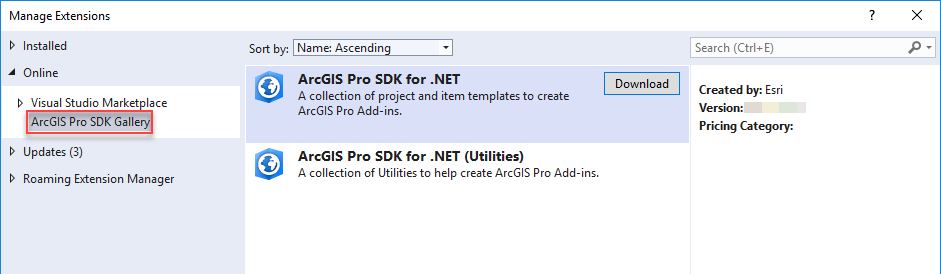 Manage Extensions
?
Installed
Online
Visual Studio Marketplace
ArcGIS Pro SDK Gallery
Updates (3)
Roaming Extension Manager
Sort by: Name: Ascending
ArcGIS Pro SDK for .NET
Download
A collection of project and item templates to create
ArcGIS Pro Add-ins.
ArcGIS Pro SDK for .NET (Utilities)
A collection of Utilities to help create ArcGIS Pro Add-ins.
Search (Ctrl+E)
Created by: Esri
Version:
Pricing Category: